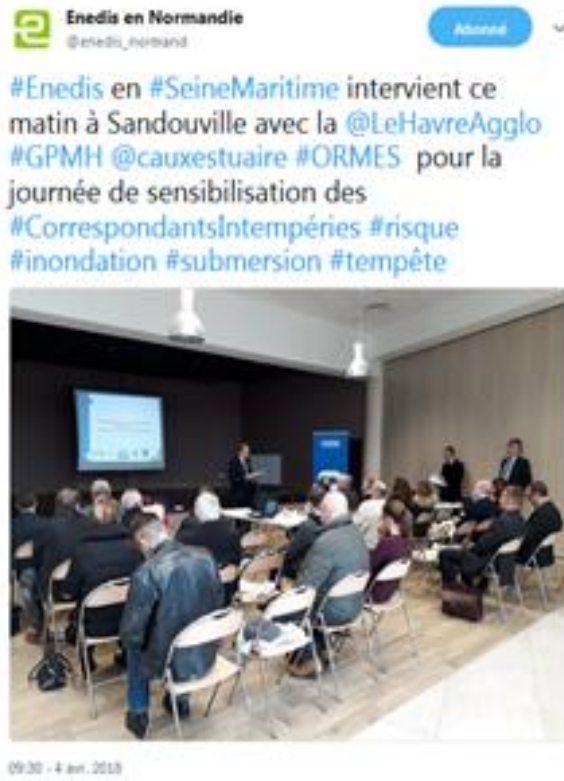 Enedis en Normandie
@enedis_normand
Abonné
#Enedis en #SeineMaritime intervient ce
matin à Sandouville avec la @LeHavreAgglo
#GPMH @cauxestuaire #ORMES pour la
journée de sensibilisation des
#CorrespondantsIntempéries #risque
#inondation #submersion #tempête
09:30 - 4 avr. 2018